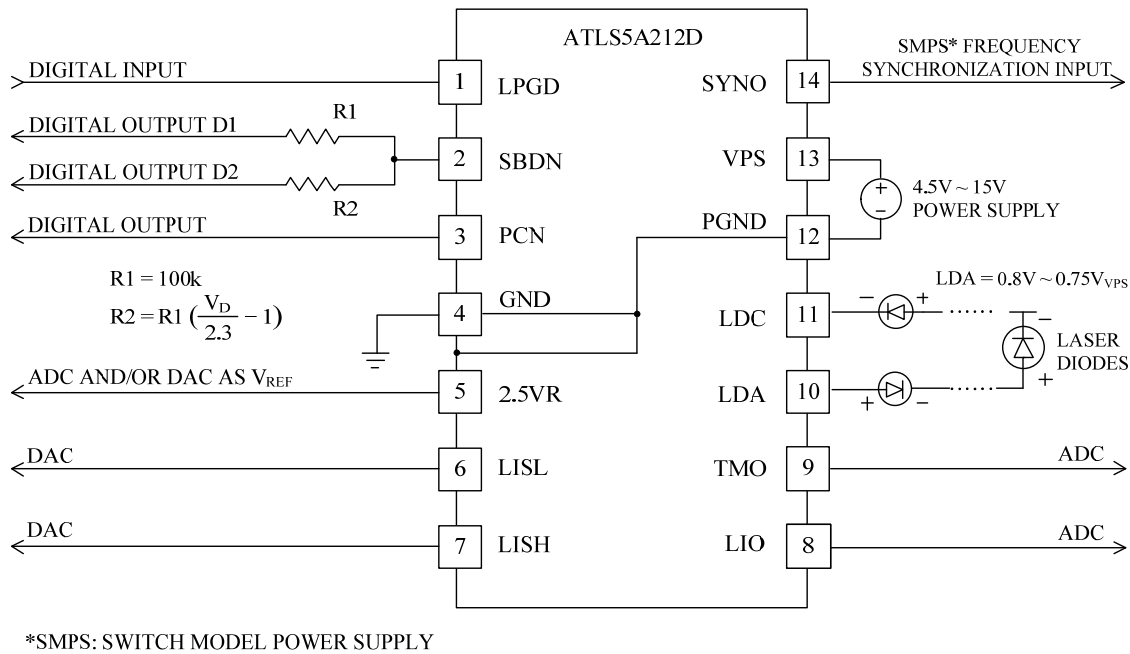 ATLS5A212D
DIGITAL INPUT
1
LPGD
DIGITAL OUTPUT D1
R1
DIGITAL OUTPUT D2
R2
2
SBDN
DIGITAL OUTPUT
3
PCN
R1 = 100k
R2 = R1 (V_D/2.3 − 1)
4
GND
ADC AND/OR DAC AS V_REF
5
2.5VR
DAC
6
LISL
DAC
7
LISH
SYNO
14
SMPS* FREQUENCY
SYNCHRONIZATION INPUT
VPS
13
+
−
4.5V ~ 15V
POWER SUPPLY
PGND
12
LDA = 0.8V ~ 0.75V_VPS
LDC
11
− +
......
−
LASER
DIODES
+
LDA
10
+ −
......
TMO
9
ADC
LIO
8
ADC
*SMPS: SWITCH MODEL POWER SUPPLY